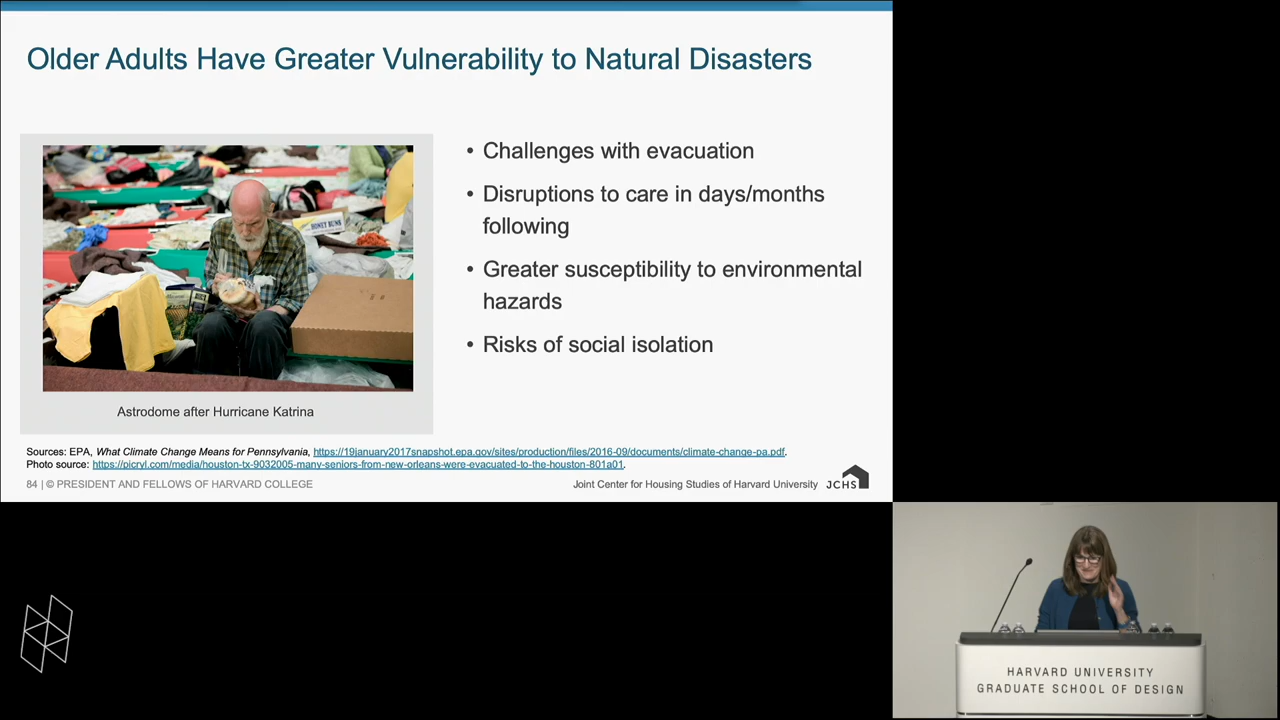 Older Adults Have Greater Vulnerability to Natural Disasters
• Challenges with evacuation
• Disruptions to care in days/months
following
• Greater susceptibility to environmental
hazards
• Risks of social isolation
HONEY BUNS
Astrodome after Hurricane Katrina
Sources: EPA, What Climate Change Means for Pennsylvania, https://19january2017snapshot.epa.gov/sites/production/files/2016-09/documents/climate-change-pa.pdf.
Photo source: https://picryl.com/media/houston-tx-9032005-many-seniors-from-new-orleans-were-evacuated-to-the-houston-801a01.
84 | © PRESIDENT AND FELLOWS OF HARVARD COLLEGE
Joint Center for Housing Studies of Harvard University
JCHS
HARVARD UNIVERSITY
GRADUATE SCHOOL OF DESIGN